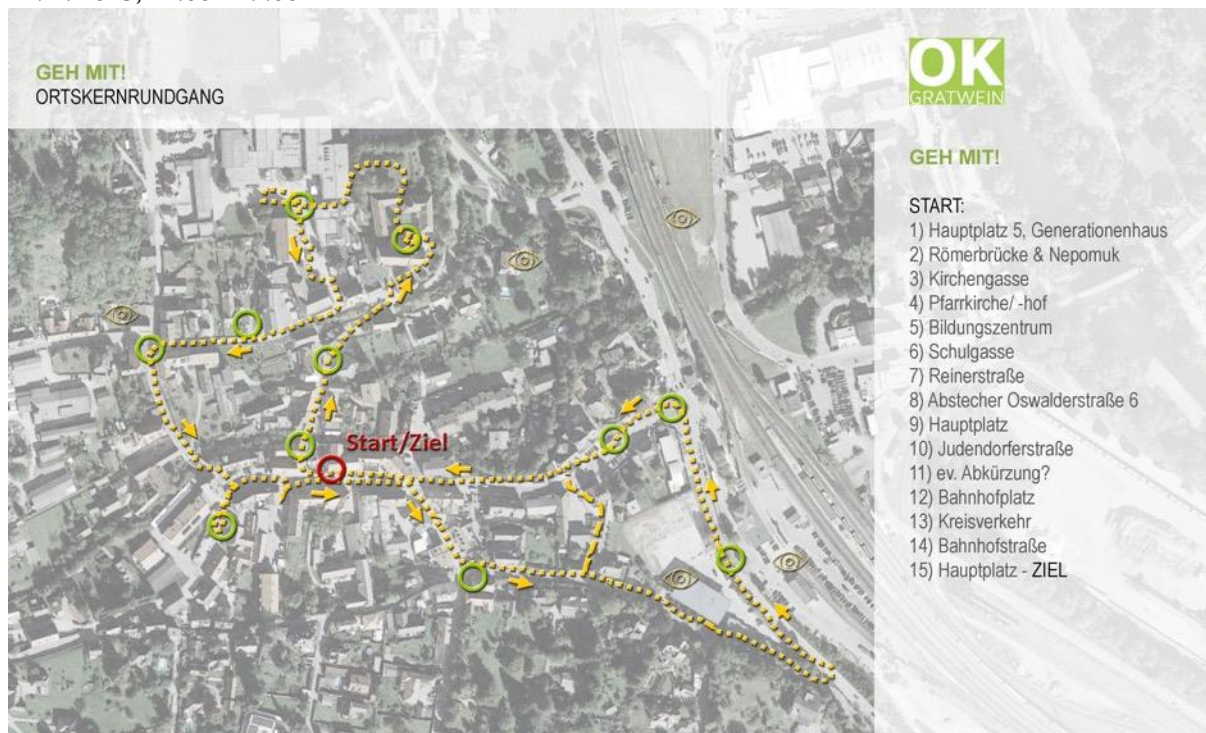 GEH MIT!
ORTSKERNRUNDGANG
Start/Ziel
OK
GRATWEIN
GEH MIT!
START:
1) Hauptplatz 5, Generationenhaus
2) Römerbrücke & Nepomuk
3) Kirchengasse
4) Pfarrkirche/ -hof
5) Bildungszentrum
6) Schulgasse
7) Reinerstraße
8) Abstecher Oswalderstraße 6
9) Hauptplatz
10) Judendorferstraße
11) ev. Abkürzung?
12) Bahnhofplatz
13) Kreisverkehr
14) Bahnhofstraße
15) Hauptplatz - ZIEL